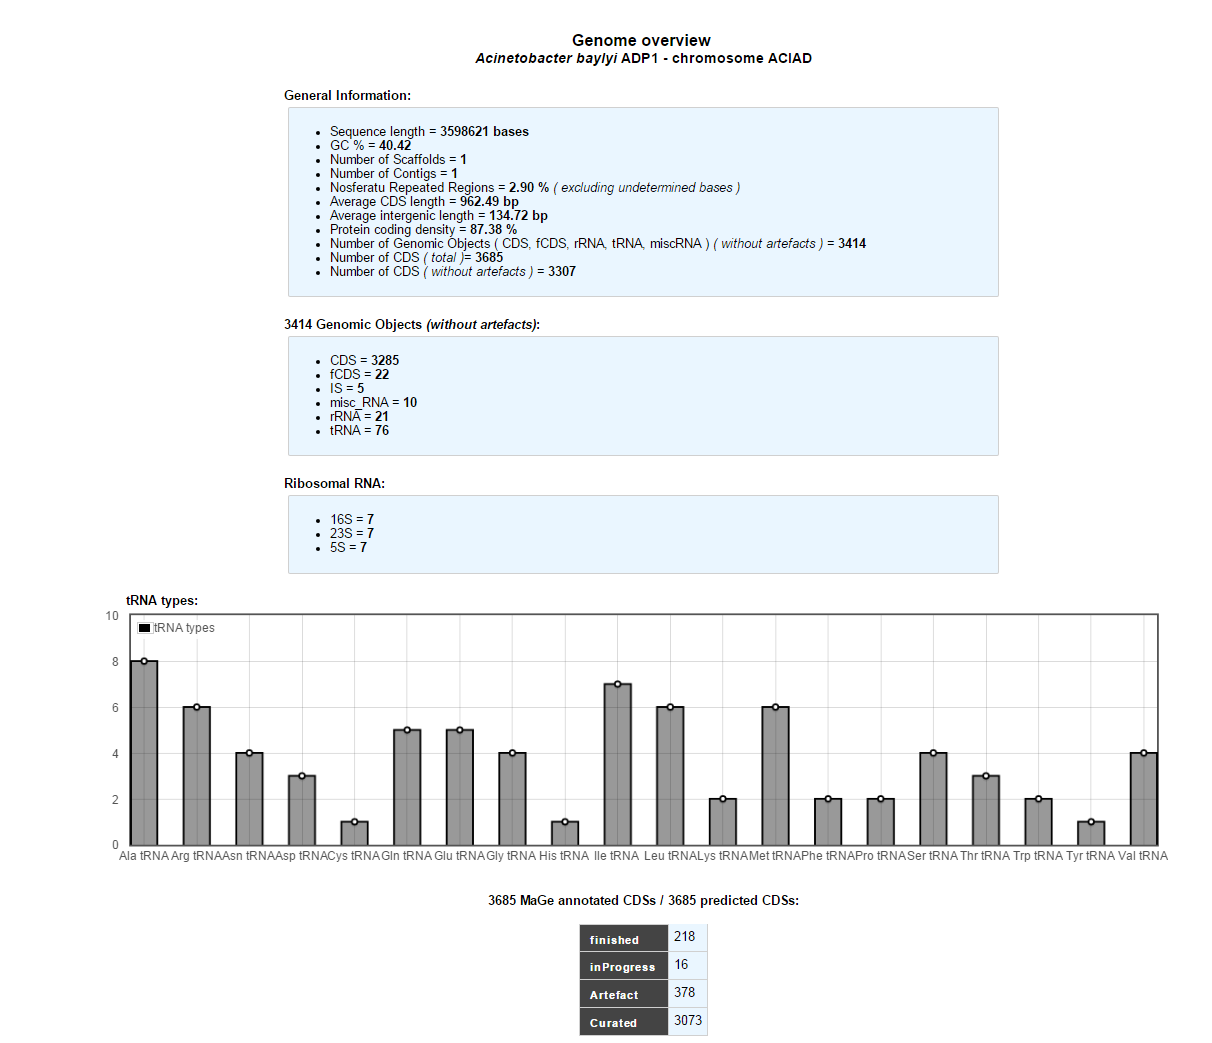 Genome overview
Acinetobacter baylyi ADP1 - chromosome ACIAD
General Information:
Sequence length = 3598621 bases
GC % = 40.42
Number of Scaffolds = 1
Number of Contigs = 1
Nosferatu Repeated Regions = 2.90 % ( excluding undetermined bases )
Average CDS length = 962.49 bp
Average intergenic length = 134.72 bp
Protein coding density = 87.38 %
Number of Genomic Objects ( CDS, fCDS, rRNA, tRNA, miscRNA ) ( without artefacts ) = 3414
Number of CDS ( total )= 3685
Number of CDS ( without artefacts ) = 3307
3414 Genomic Objects (without artefacts):
CDS = 3285
fCDS = 22
IS = 5
misc_RNA = 10
rRNA = 21
tRNA = 76
Ribosomal RNA:
16S = 7
23S = 7
5S = 7
tRNA types:
10
tRNA types
8
6
4
2
0
Ala tRNA Arg tRNA Asn tRNA Asp tRNA Cys tRNA Gln tRNA Glu tRNA Gly tRNA His tRNA Ile tRNA Leu tRNA Lys tRNA Met tRNA Phe tRNA Pro tRNA Ser tRNA Thr tRNA Trp tRNA Tyr tRNA Val tRNA
3685 MaGe annotated CDSs / 3685 predicted CDSs:
finished 218
inProgress 16
Artefact 378
Curated 3073